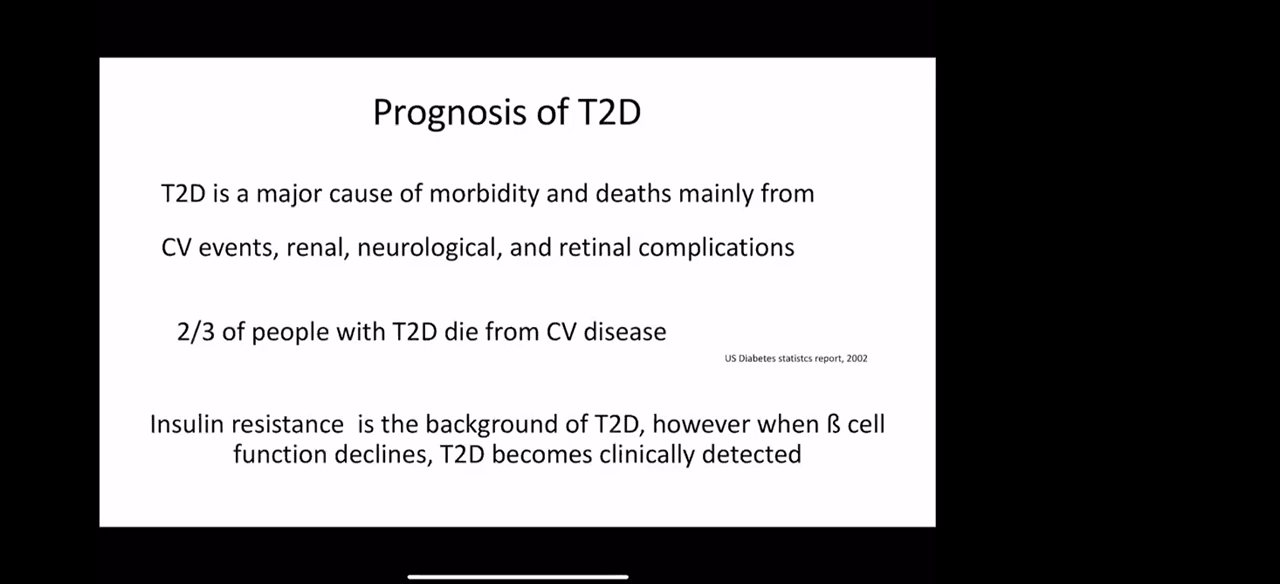 Prognosis of T2D
T2D is a major cause of morbidity and deaths mainly from
CV events, renal, neurological, and retinal complications
2/3 of people with T2D die from CV disease
US Diabetes statistcs report, 2002
Insulin resistance  is the background of T2D, however when ß cell
function declines, T2D becomes clinically detected